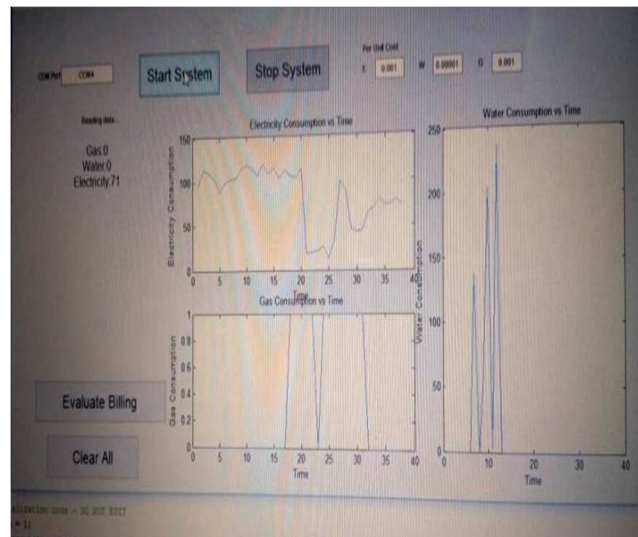 COM Port
COM4
Start System
Stop System
Per Unit Cost
E
0.001
W
0.00001
G
0.001
Reading data
Gas:0
Water:0
Electricity:71
Electricity Consumption vs Time
Electricity Consumption
150
100
50
0
0 5 10 15 20 25 30 35 40
Time
Gas Consumption vs Time
Gas Consumption
1
0.8
0.6
0.4
0.2
0
0 5 10 15 20 25 30 35 40
Time
Water Consumption vs Time
Water Consumption
250
200
150
100
50
0
0 10 20 30 40
Time
Evaluate Billing
Clear All
code - DO NOT EDIT
= 1;